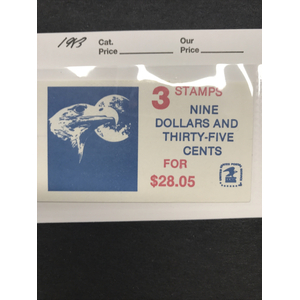 1983 Cat. Our
Price Price
3 STAMPS
NINE
DOLLARS AND
THIRTY-FIVE
CENTS
FOR
$28.05